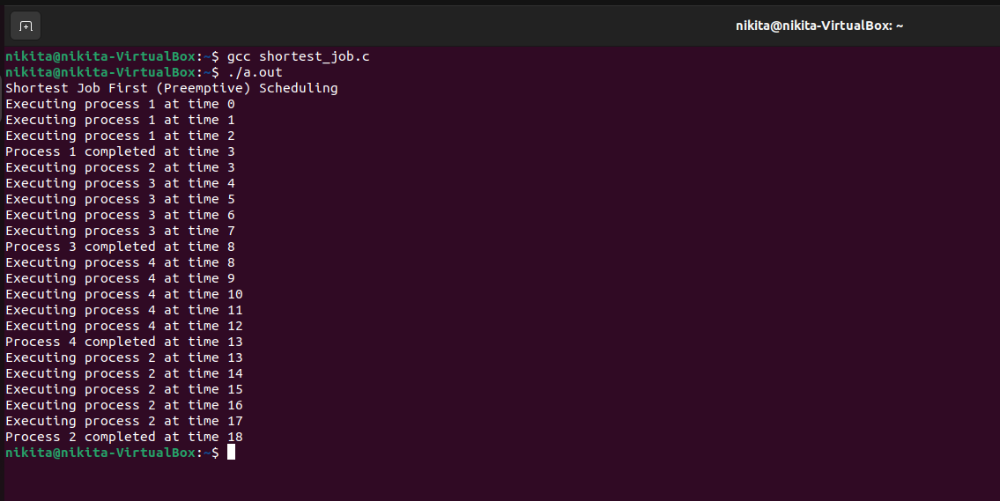 nikita@nikita-VirtualBox: ~
nikita@nikita-VirtualBox:~$ gcc shortest_job.c
nikita@nikita-VirtualBox:~$ ./a.out
Shortest Job First (Preemptive) Scheduling
Executing process 1 at time 0
Executing process 1 at time 1
Executing process 1 at time 2
Process 1 completed at time 3
Executing process 2 at time 3
Executing process 3 at time 4
Executing process 3 at time 5
Executing process 3 at time 6
Executing process 3 at time 7
Process 3 completed at time 8
Executing process 4 at time 8
Executing process 4 at time 9
Executing process 4 at time 10
Executing process 4 at time 11
Executing process 4 at time 12
Process 4 completed at time 13
Executing process 2 at time 13
Executing process 2 at time 14
Executing process 2 at time 15
Executing process 2 at time 16
Executing process 2 at time 17
Process 2 completed at time 18
nikita@nikita-VirtualBox:~$